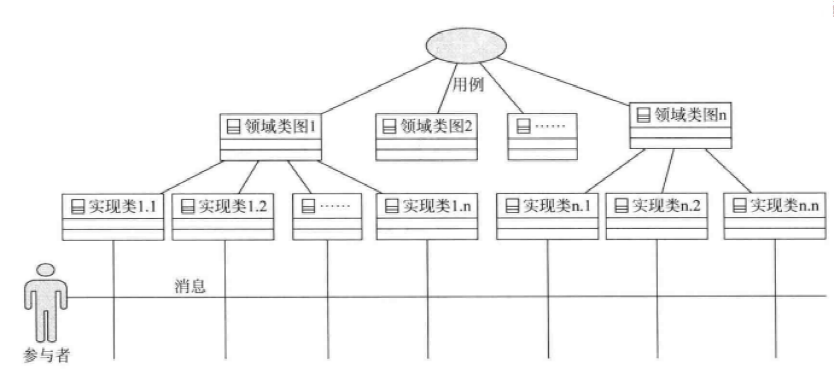 用例
领域类图1
领域类图2
……
领域类图n
实现类1.1
实现类1.2
……
实现类1.n
实现类n.1
实现类n.2
实现类n.n
消息
参与者